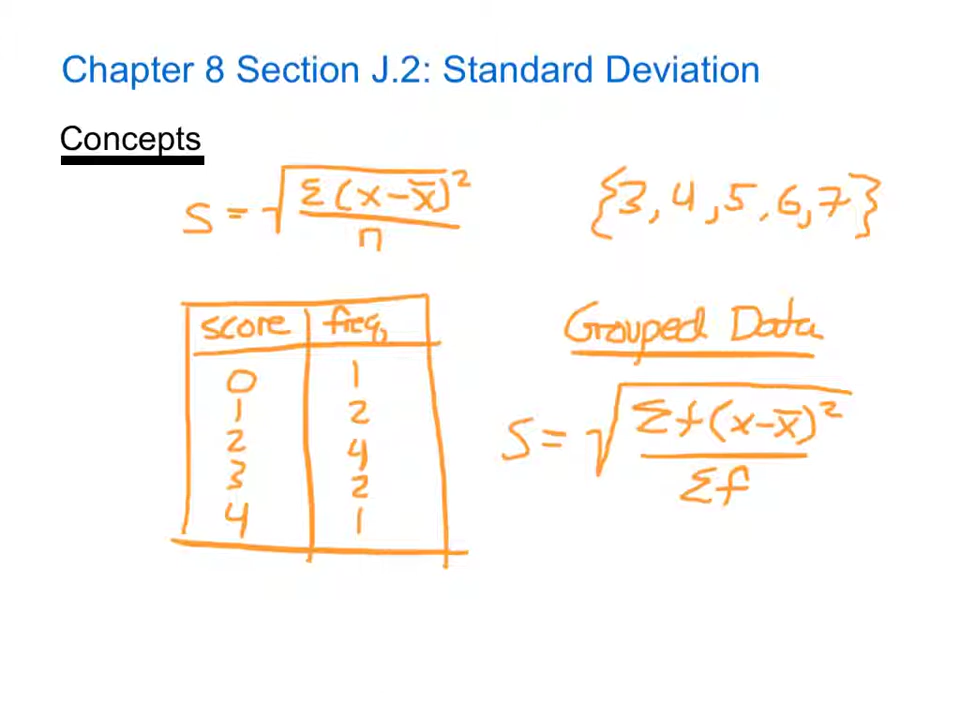 Chapter 8 Section J.2: Standard Deviation
Concepts
S = √(Σ(x-x̄)²/n)
{3, 4, 5, 6, 7}
score freq.
0 1
1 2
2 4
3 2
4 1
Grouped Data
S = √(Σf(x-x̄)²/Σf)